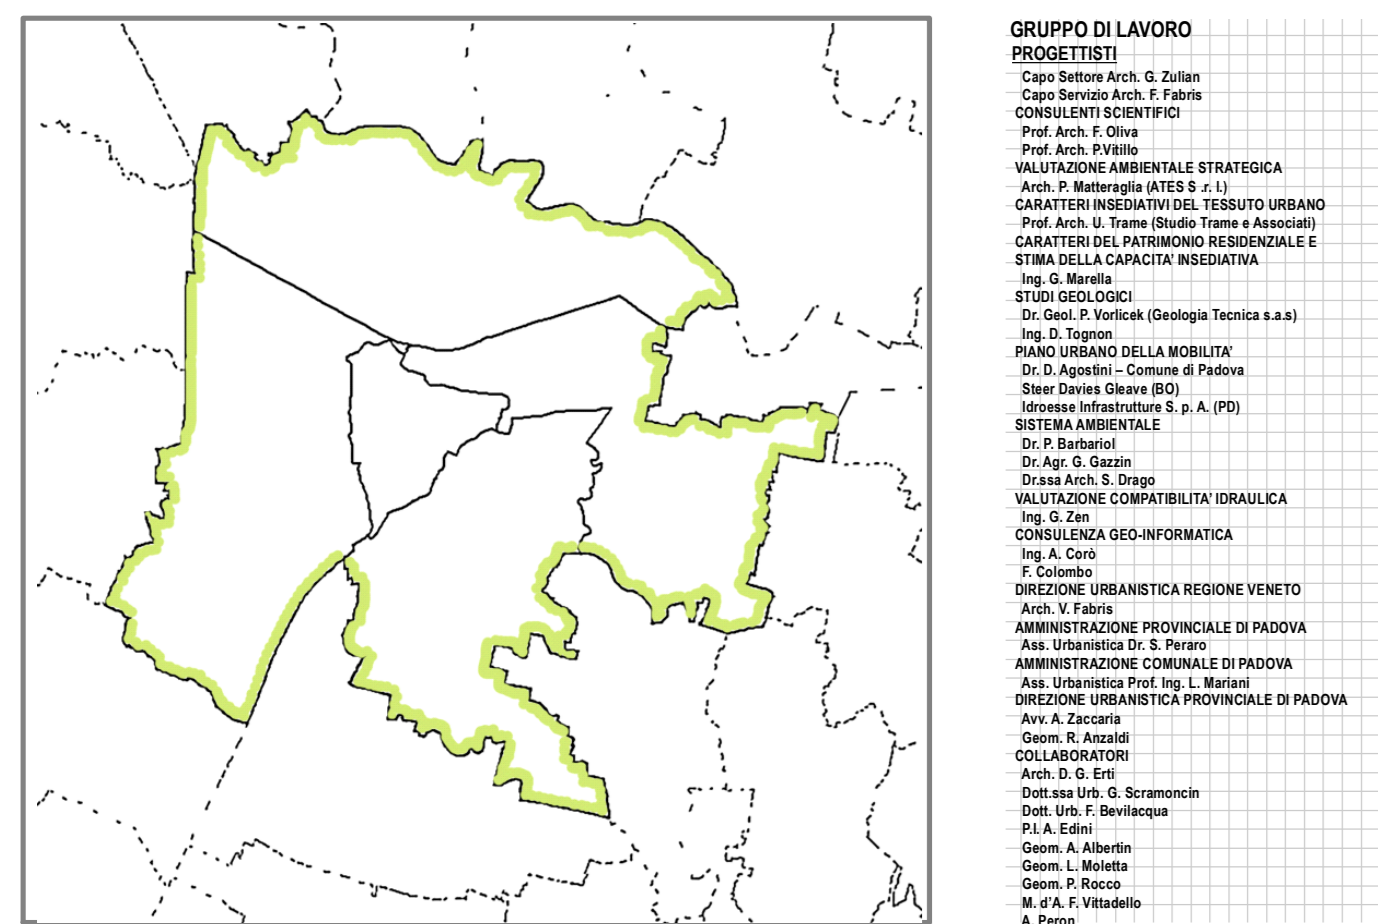 GRUPPO DI LAVORO
PROGETTISTI
Capo Settore Arch. G. Zulian
Capo Servizio Arch. F. Fabris
CONSULENTI SCIENTIFICI
Prof. Arch. F. Oliva
Prof. Arch. P.Vitillo
VALUTAZIONE AMBIENTALE STRATEGICA
Arch. P. Matteraglia (ATES S .r. l.)
CARATTERI INSEDIATIVI DEL TESSUTO URBANO
Prof. Arch. U. Trame (Studio Trame e Associati)
CARATTERI DEL PATRIMONIO RESIDENZIALE E
STIMA DELLA CAPACITA' INSEDIATIVA
Ing. G. Marella
STUDI GEOLOGICI
Dr. Geol. P. Vorlicek (Geologia Tecnica s.a.s)
Ing. D. Tognon
PIANO URBANO DELLA MOBILITA'
Dr. D. Agostini – Comune di Padova
Steer Davies Gleave (BO)
Idroesse Infrastrutture S. p. A. (PD)
SISTEMA AMBIENTALE
Dr. P. Barbariol
Dr. Agr. G. Gazzin
Dr.ssa Arch. S. Drago
VALUTAZIONE COMPATIBILITA' IDRAULICA
Ing. G. Zen
CONSULENZA GEO-INFORMATICA
Ing. A. Corò
F. Colombo
DIREZIONE URBANISTICA REGIONE VENETO
Arch. V. Fabris
AMMINISTRAZIONE PROVINCIALE DI PADOVA
Ass. Urbanistica Dr. S. Peraro
AMMINISTRAZIONE COMUNALE DI PADOVA
Ass. Urbanistica Prof. Ing. L. Mariani
DIREZIONE URBANISTICA PROVINCIALE DI PADOVA
Avv. A. Zaccaria
Geom. R. Anzaldi
COLLABORATORI
Arch. D. G. Erti
Dott.ssa Urb. G. Scramoncin
Dott. Urb. F. Bevilacqua
P.I. A. Edini
Geom. A. Albertin
Geom. L. Moletta
Geom. P. Rocco
M. d'A. F. Vittadello
A. Peron